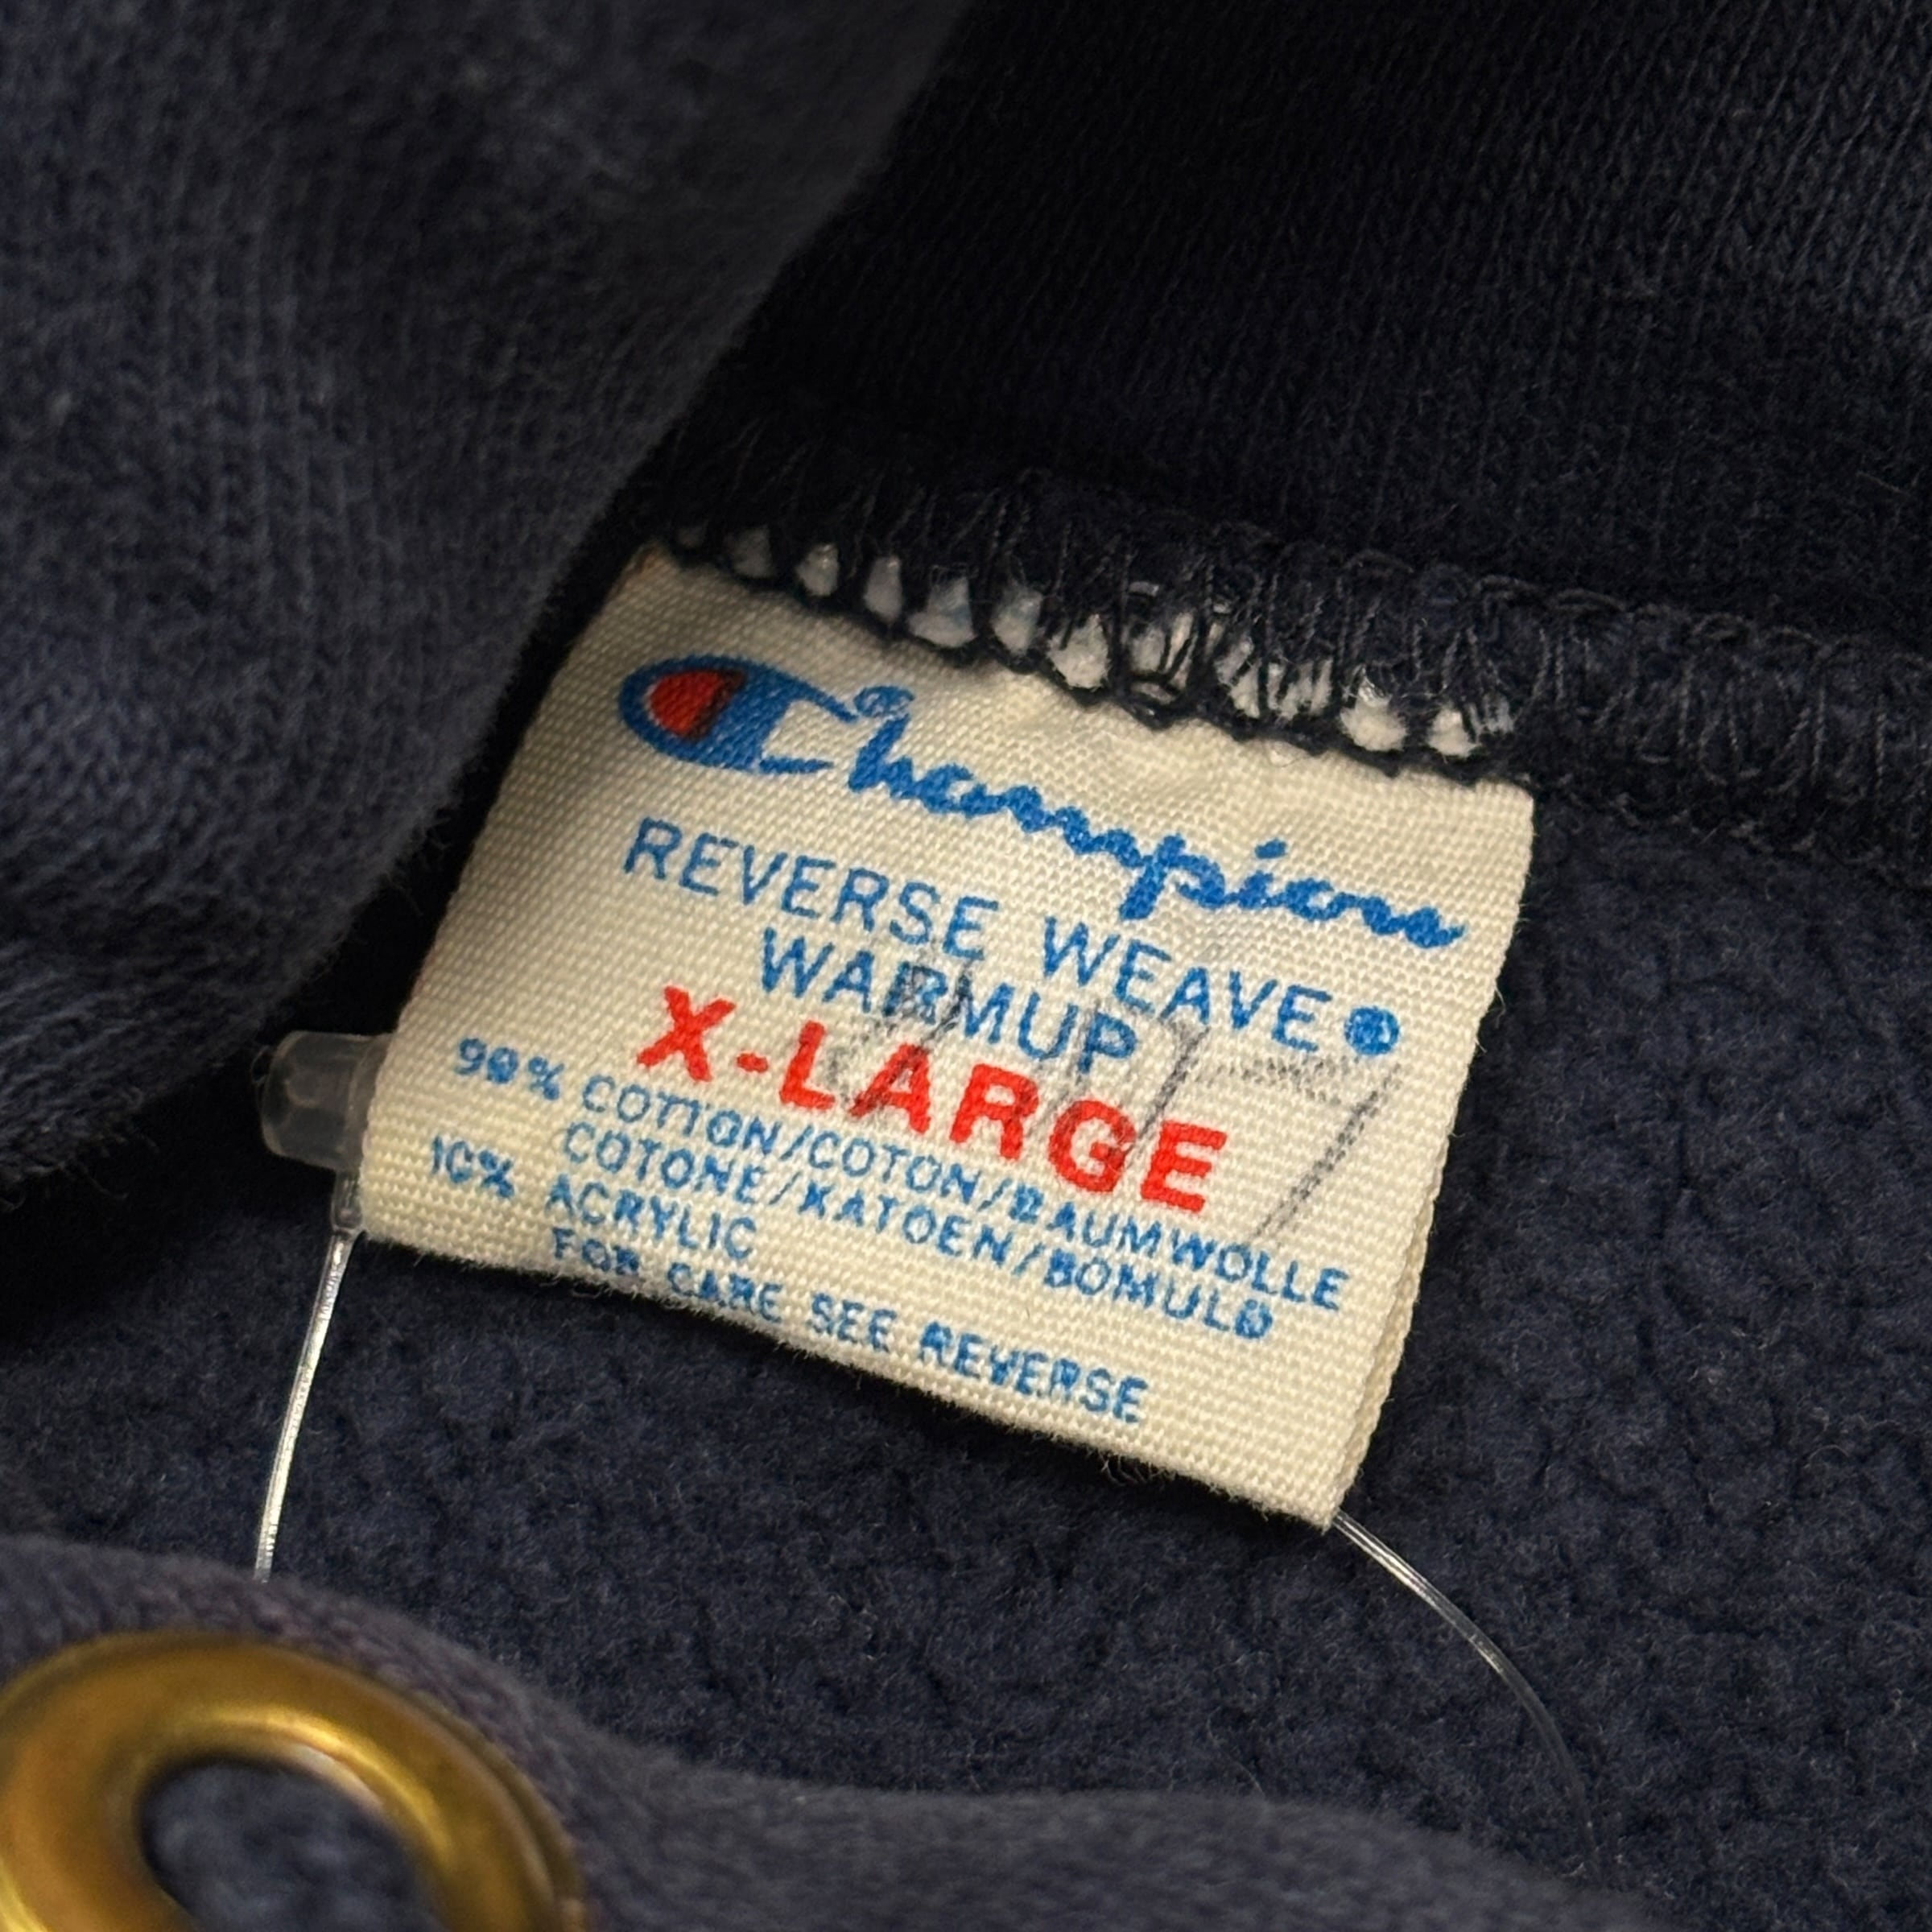 Champion®
REVERSE WEAVE®
WARMUP
X-LARGE
90% COTTON/COTON/BAUMWOLLE
COTONE/KATOEN/BOMULD
10% ACRYLIC
FOR CARE SEE REVERSE